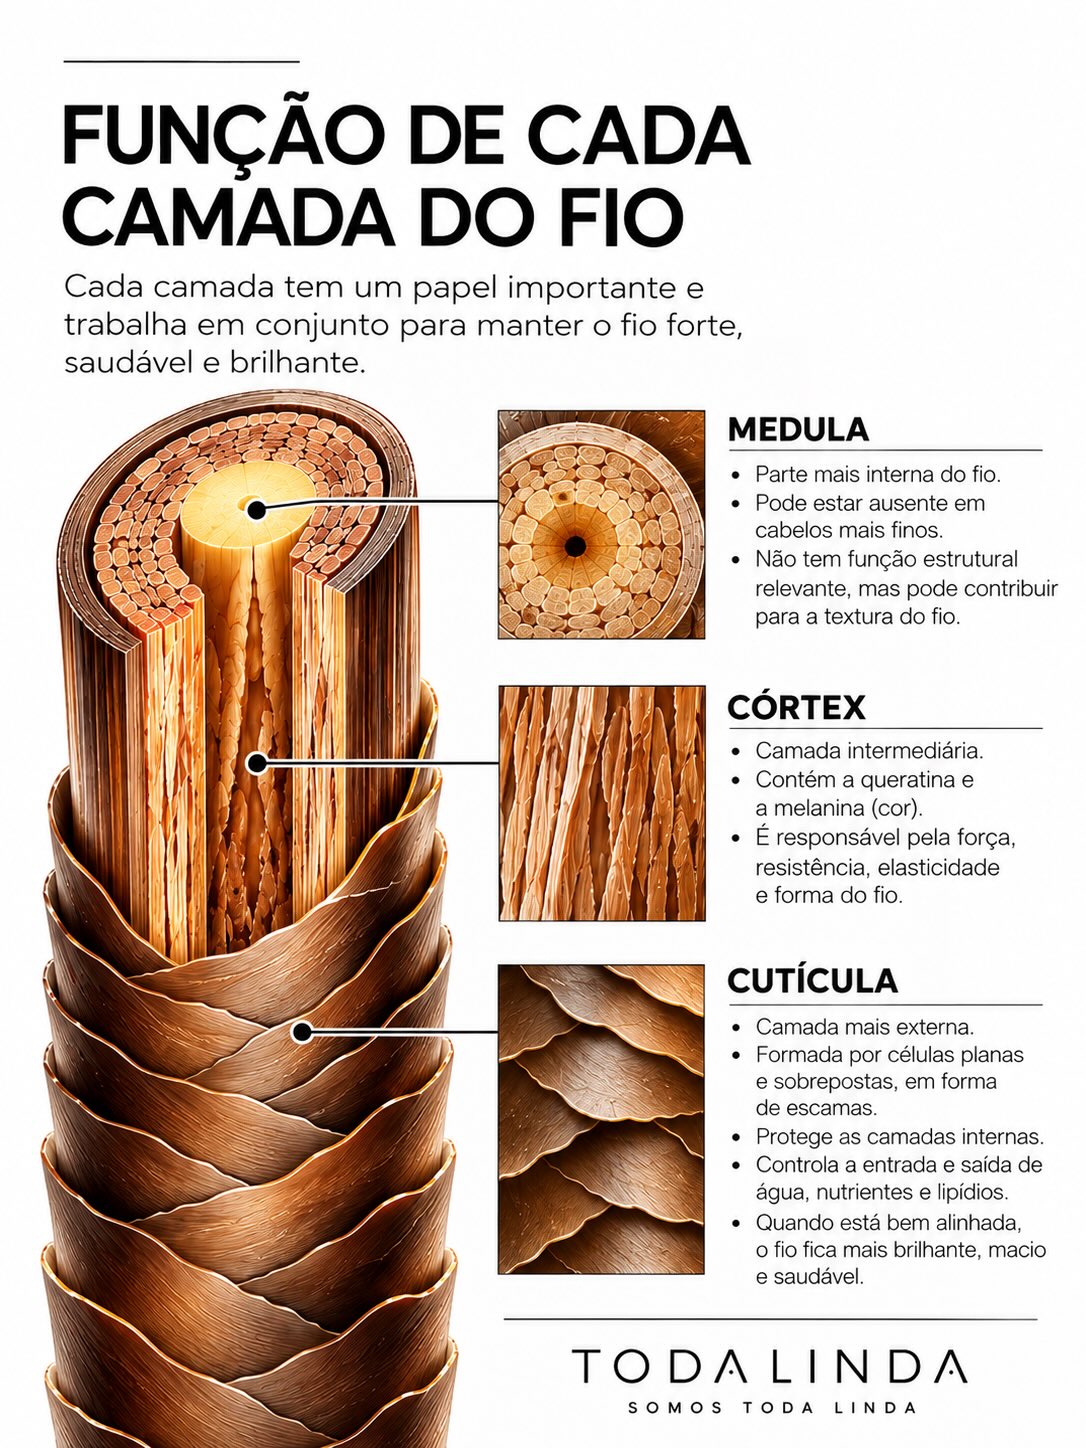 FUNÇÃO DE CADA
CAMADA DO FIO
Cada camada tem um papel importante e
trabalha em conjunto para manter o fio forte,
saudável e brilhante.
MEDULA
• Parte mais interna do fio.
• Pode estar ausente em
cabelos mais finos.
• Não tem função estrutural
relevante, mas pode contribuir
para a textura do fio.
CÓRTEX
• Camada intermediária.
• Contém a queratina e
a melanina (cor).
• É responsável pela força,
resistência, elasticidade
e forma do fio.
CUTÍCULA
• Camada mais externa.
• Formada por células planas
e sobrepostas, em forma
de escamas.
• Protege as camadas internas.
• Controla a entrada e saída de
água, nutrientes e lipídios.
• Quando está bem alinhada,
o fio fica mais brilhante, macio
e saudável.
TODA LINDA
SOMOS TODA LINDA